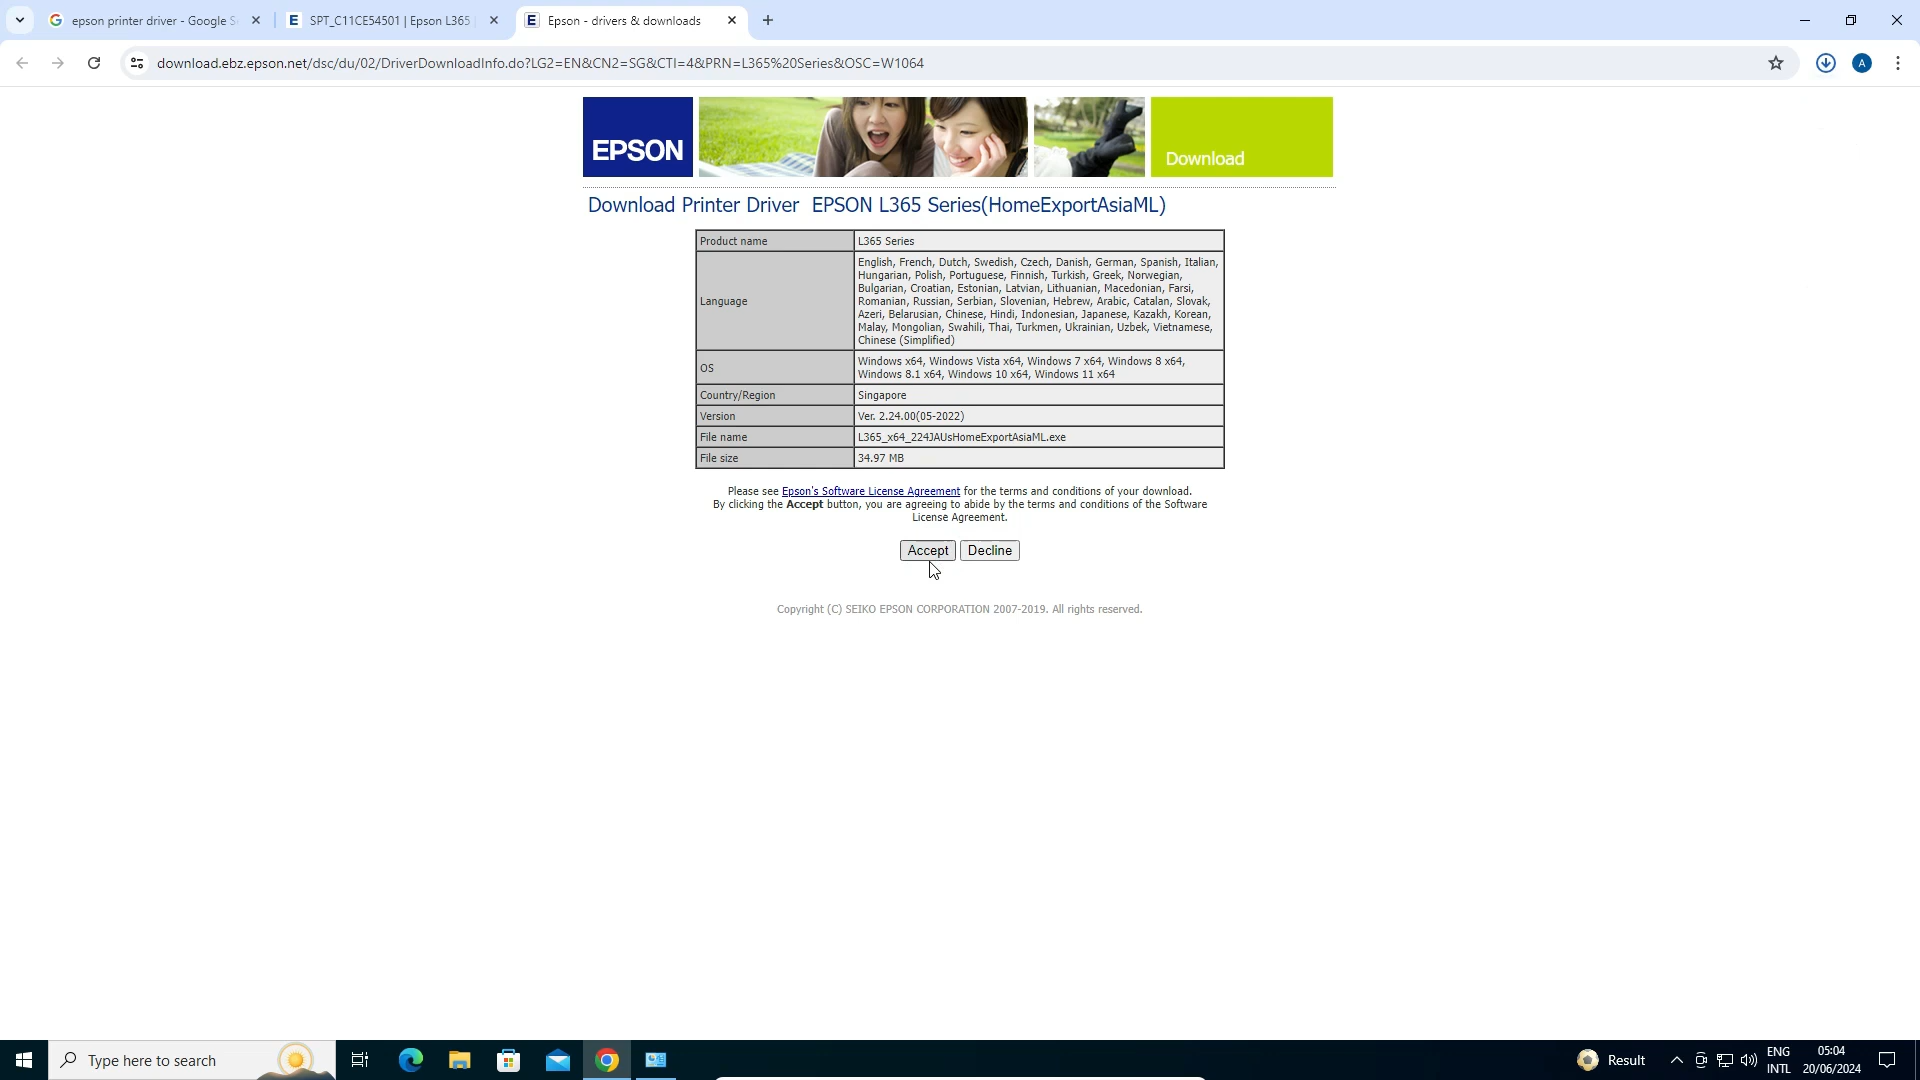 epson printer driver - Google S
SPT_C11CE54501 | Epson L365
Epson - drivers & downloads
download.ebz.epson.net/dsc/du/02/DriverDownloadInfo.do?LG2=EN&CN2=SG&CTI=4&PRN=L365%20Series&OSC=W1064
A
EPSON
Download
Download Printer Driver EPSON L365 Series(HomeExportAsiaML)
Product name L365 Series
Language
English, French, Dutch, Swedish, Czech, Danish, German, Spanish, Italian,
Hungarian, Polish, Portuguese, Finnish, Turkish, Greek, Norwegian,
Bulgarian, Croatian, Estonian, Latvian, Lithuanian, Macedonian, Farsi,
Romanian, Russian, Serbian, Slovenian, Hebrew, Arabic, Catalan, Slovak,
Azeri, Belarusian, Chinese, Hindi, Indonesian, Japanese, Kazakh, Korean,
Malay, Mongolian, Swahili, Thai, Turkmen, Ukrainian, Uzbek, Vietnamese,
Chinese (Simplified)
OS
Windows x64, Windows Vista x64, Windows 7 x64, Windows 8 x64,
Windows 8.1 x64, Windows 10 x64, Windows 11 x64
Country/Region Singapore
Version Ver. 2.24.00(05-2022)
File name L365_x64_224JAUsHomeExportAsiaML.exe
File size 34.97 MB
Please see Epson's Software License Agreement for the terms and conditions of your download.
By clicking the Accept button, you are agreeing to abide by the terms and conditions of the Software
License Agreement.
Accept Decline
Copyright (C) SEIKO EPSON CORPORATION 2007-2019. All rights reserved.
Type here to search
Result
ENG
INTL
05:04
20/06/2024